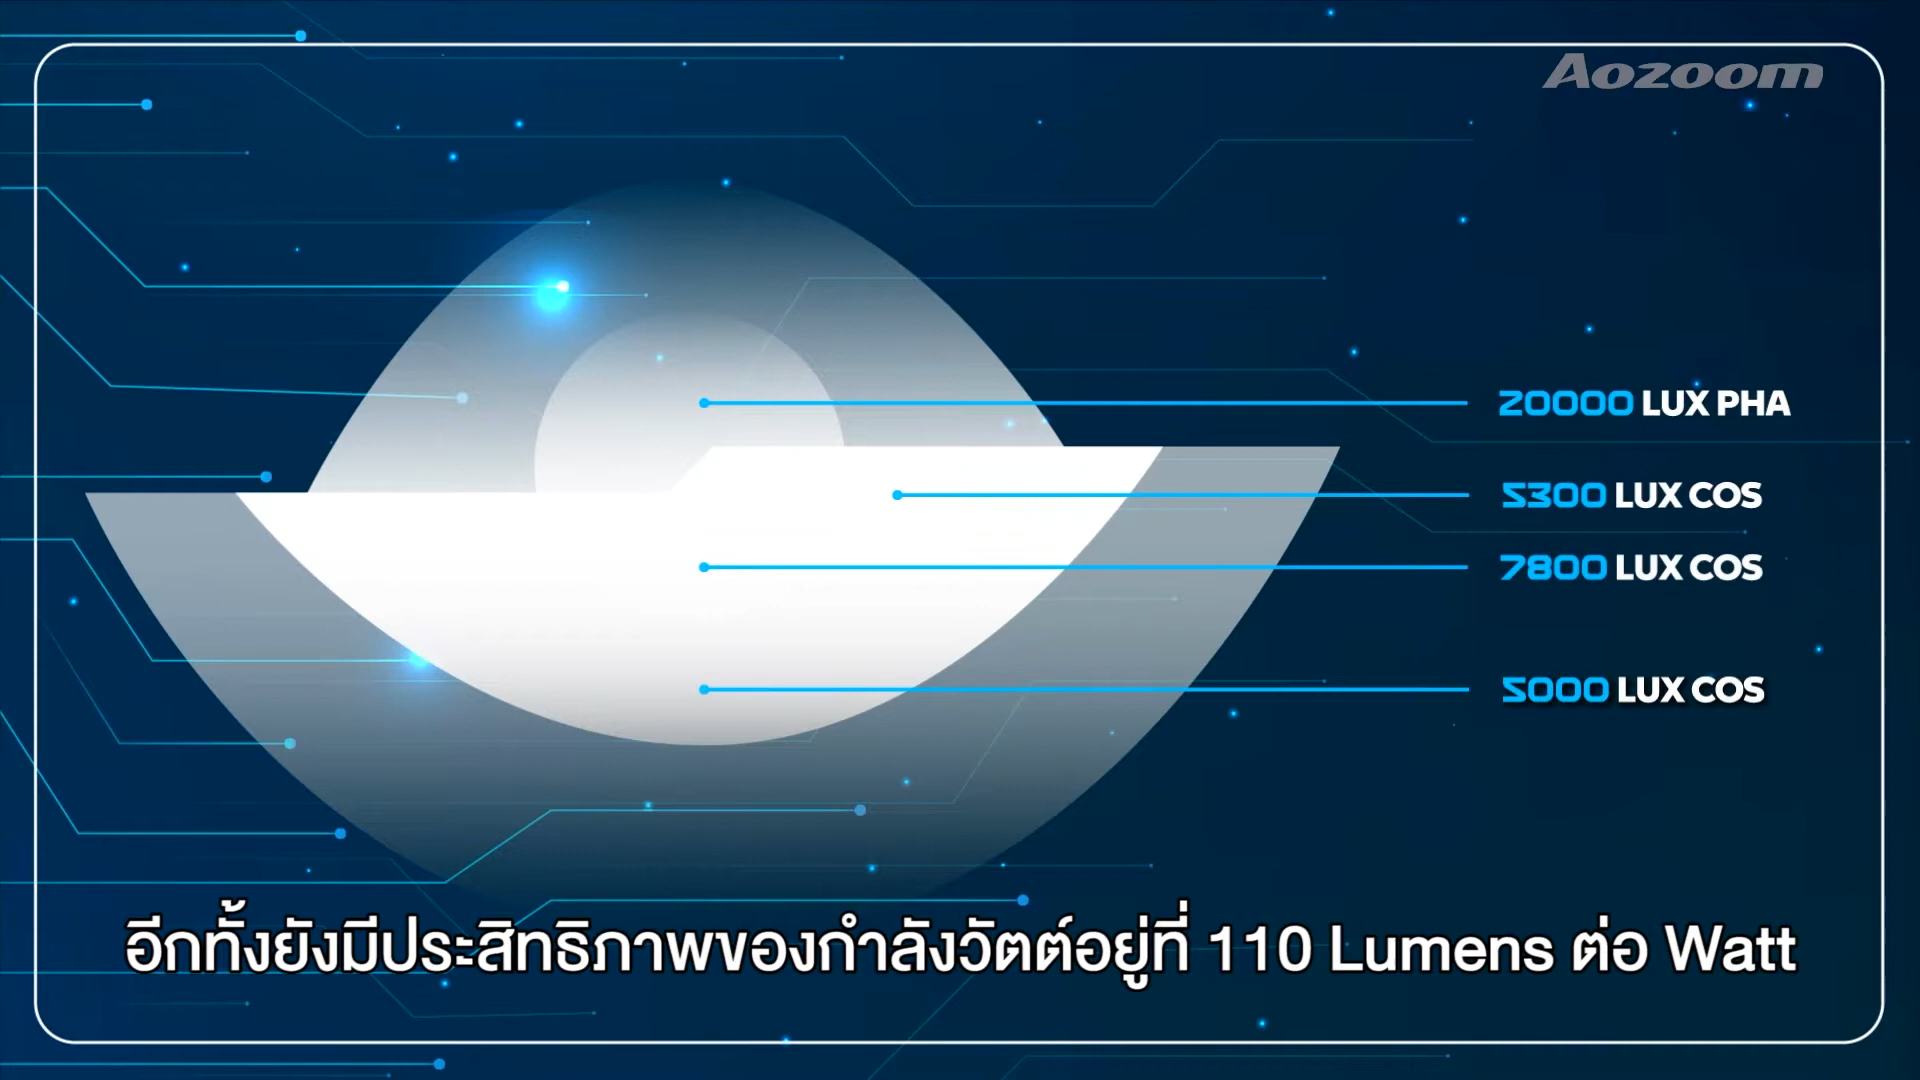 Aozoom
20000 LUX PHA
5300 LUX COS
7800 LUX COS
5000 LUX COS
อีกทั้งยังมีประสิทธิภาพของกำลังวัตต์อยู่ที่ 110 Lumens ต่อ Watt